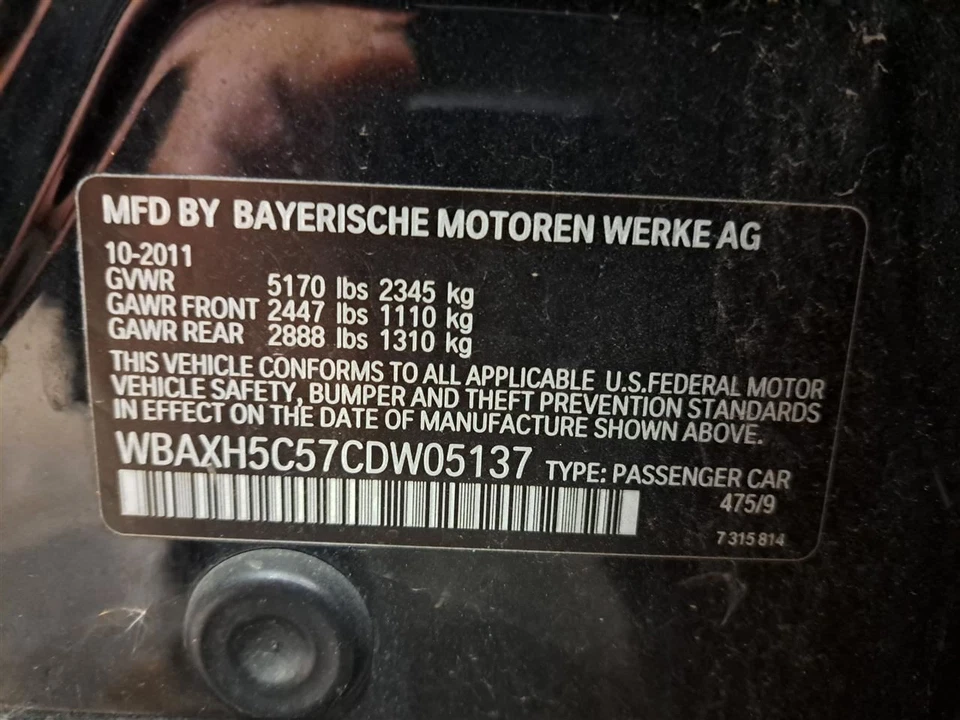 MFD BY BAYERISCHE MOTOREN WERKE AG
10-2011
GVWR 5170 lbs 2345 kg
GAWR FRONT 2447 lbs 1110 kg
GAWR REAR 2888 lbs 1310 kg
THIS VEHICLE CONFORMS TO ALL APPLICABLE U.S.FEDERAL MOTOR
VEHICLE SAFETY, BUMPER AND THEFT PREVENTION STANDARDS
IN EFFECT ON THE DATE OF MANUFACTURE SHOWN ABOVE.
WBAXH5C57CDW05137 TYPE: PASSENGER CAR
475/9
7 315 814